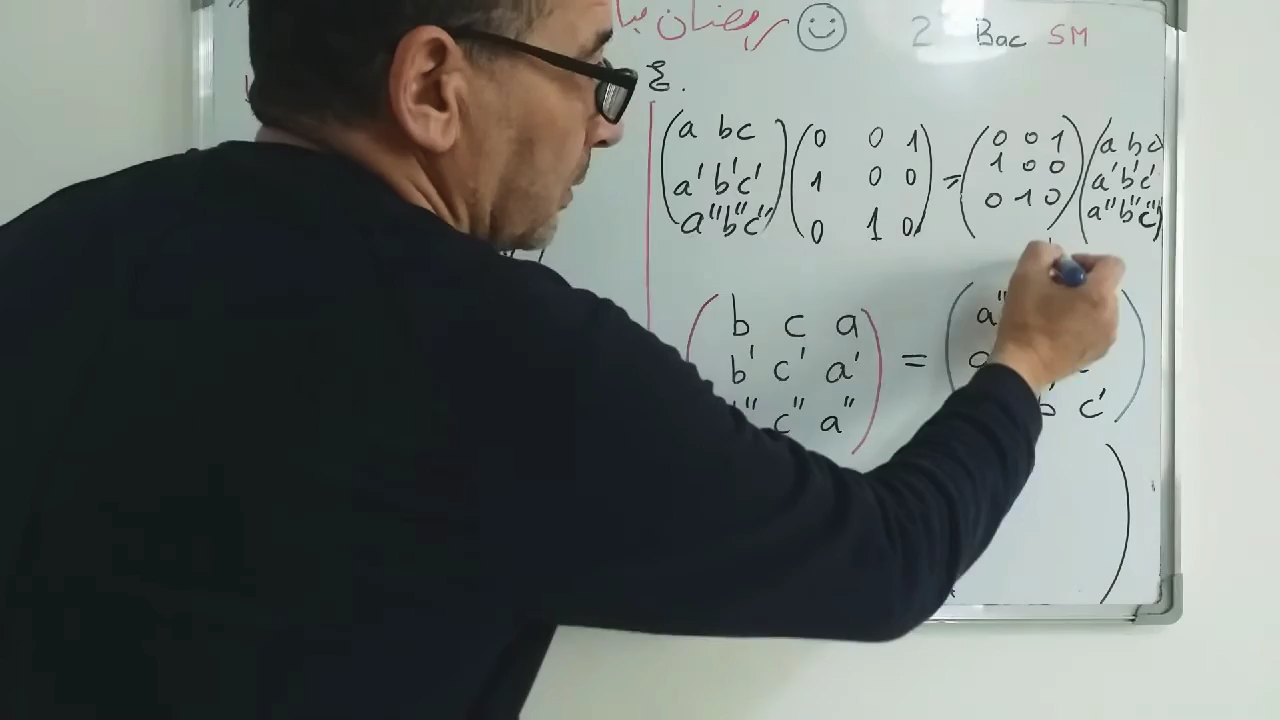 رمضان 2 Bac SM
ع.
(a b c) (0 0 1) = (0 0 1) (a b c)
(a' b' c') (1 0 0) (1 0 0) (a' b' c')
(a" b" c") (0 1 0) (0 1 0) (a" b" c")
(b c a) = (a"
(b' c' a')
c" a") b c')